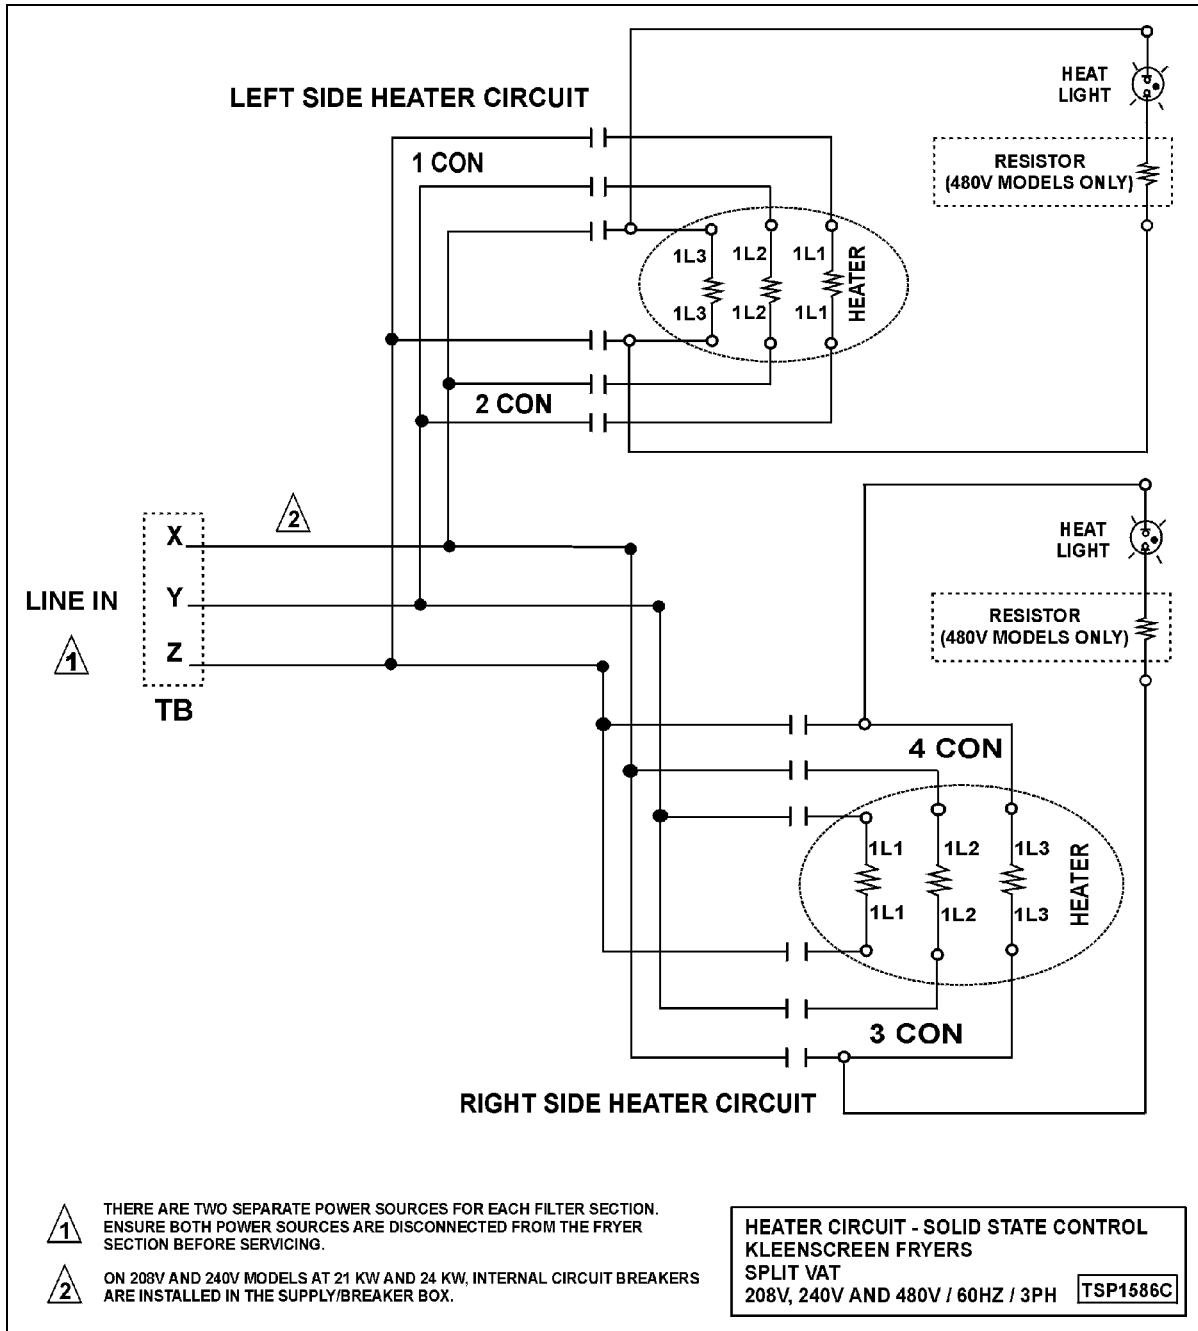 LEFT SIDE HEATER CIRCUIT
HEAT
LIGHT
RESISTOR
(480V MODELS ONLY)
1 CON
1L3
1L2
1L1
HEATER
1L3
1L2
1L1
2 CON
2
X
Y
Z
LINE IN
1
TB
HEAT
LIGHT
RESISTOR
(480V MODELS ONLY)
4 CON
1L1
1L2
1L3
HEATER
1L1
1L2
1L3
3 CON
RIGHT SIDE HEATER CIRCUIT
1
THERE ARE TWO SEPARATE POWER SOURCES FOR EACH FILTER SECTION.
ENSURE BOTH POWER SOURCES ARE DISCONNECTED FROM THE FRYER
SECTION BEFORE SERVICING.
2
ON 208V AND 240V MODELS AT 21 KW AND 24 KW, INTERNAL CIRCUIT BREAKERS
ARE INSTALLED IN THE SUPPLY/BREAKER BOX.
HEATER CIRCUIT - SOLID STATE CONTROL
KLEENSCREEN FRYERS
SPLIT VAT
208V, 240V AND 480V / 60HZ / 3PH
TSP1586C